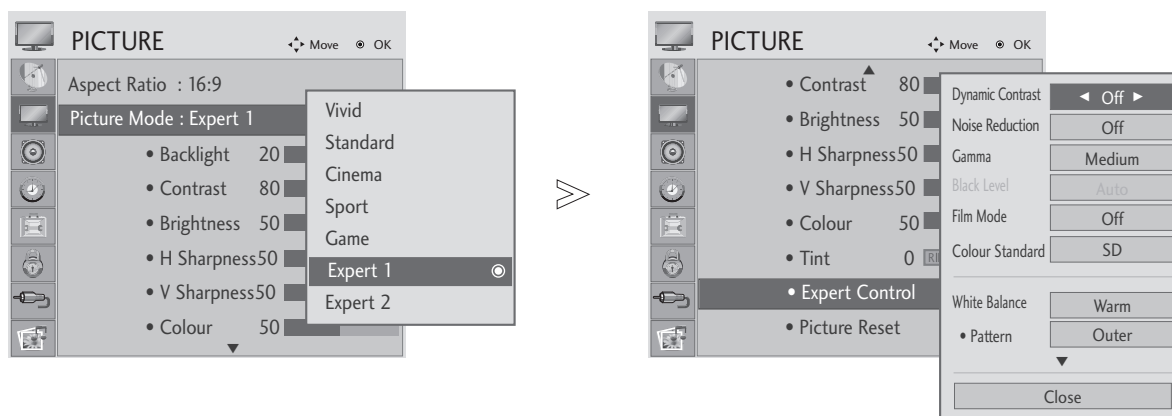 PICTURE
Move OK
Aspect Ratio : 16:9
Picture Mode : Expert 1
• Backlight 20
• Contrast 80
• Brightness 50
• H Sharpness50
• V Sharpness50
• Colour 50
Vivid
Standard
Cinema
Sport
Game
Expert 1
Expert 2
PICTURE
Move OK
• Contrast 80
• Brightness 50
• H Sharpness50
• V Sharpness50
• Colour 50
• Tint 0
• Expert Control
• Picture Reset
Dynamic Contrast Off
Noise Reduction Off
Gamma Medium
Black Level Auto
Film Mode Off
Colour Standard SD
White Balance Warm
• Pattern Outer
Close